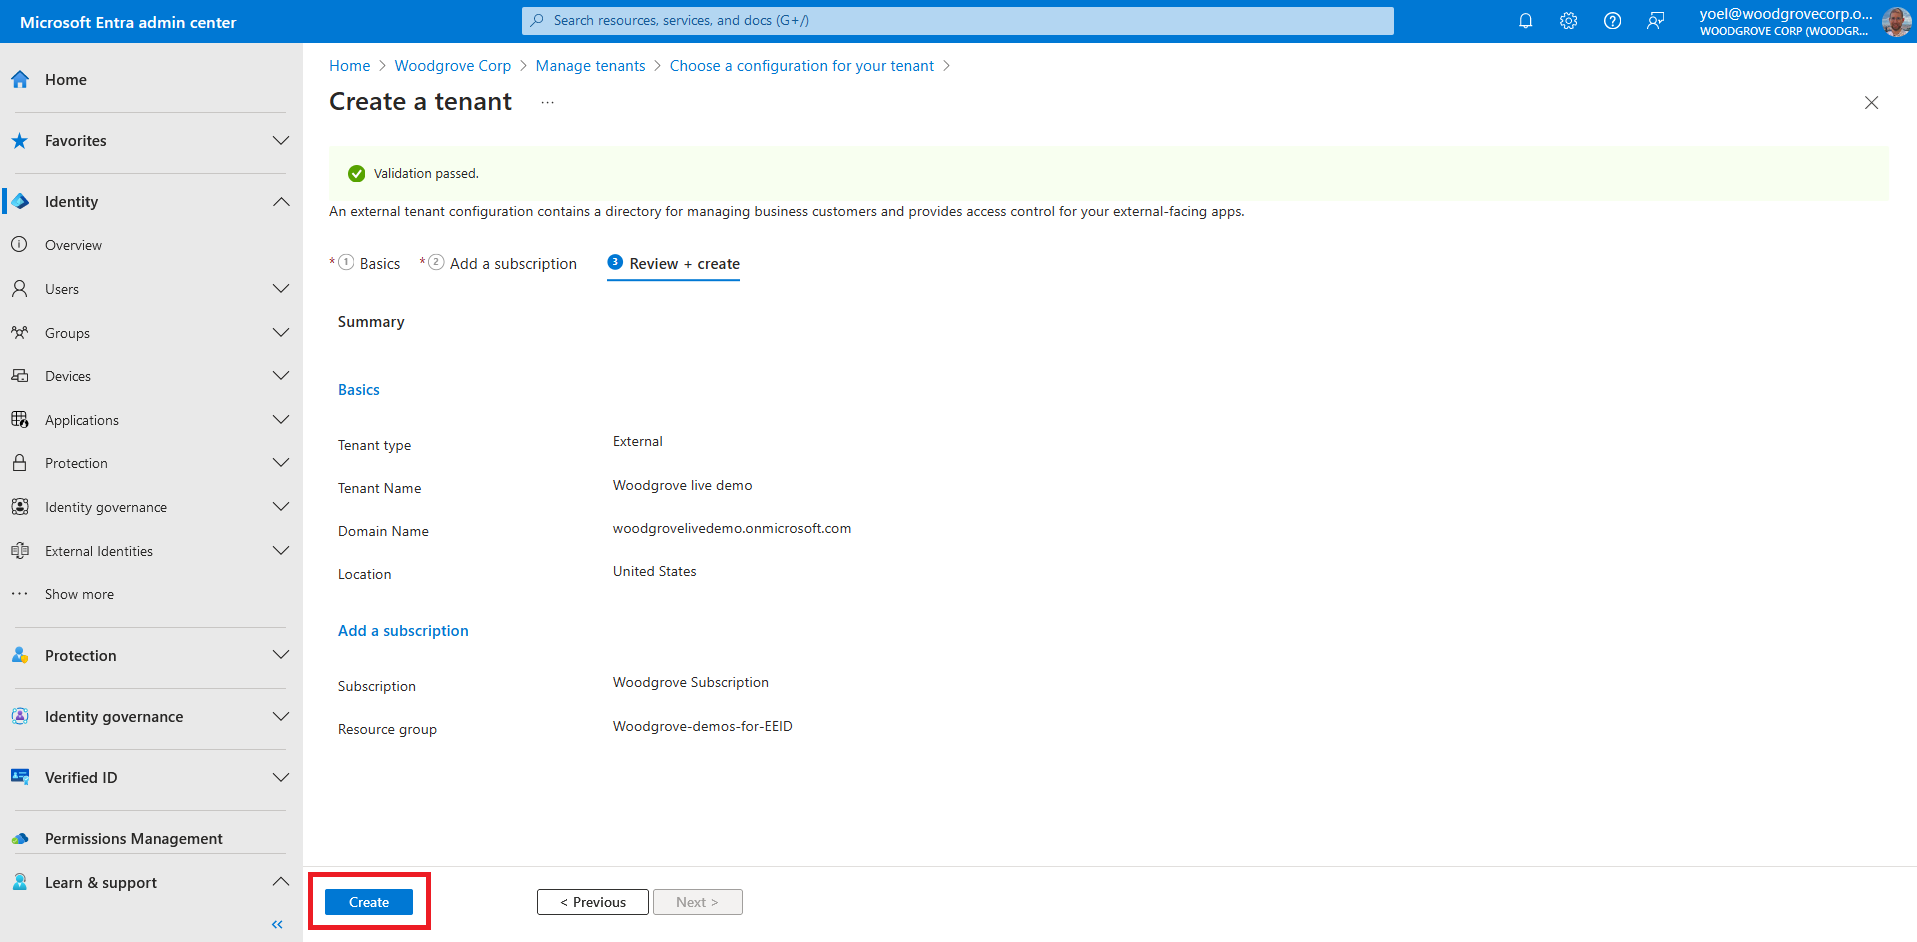 Microsoft Entra admin center
Search resources, services, and docs (G+/)
yoel@woodgrovecorp.o...
WOODGROVE CORP (WOODGR...
Home
Favorites
Identity
Overview
Users
Groups
Devices
Applications
Protection
Identity governance
External Identities
Show more
Protection
Identity governance
Verified ID
Permissions Management
Learn & support
Home > Woodgrove Corp > Manage tenants > Choose a configuration for your tenant >
Create a tenant ...
Validation passed.
An external tenant configuration contains a directory for managing business customers and provides access control for your external-facing apps.
* 1 Basics * 2 Add a subscription 3 Review + create
Summary
Basics
Tenant type External
Tenant Name Woodgrove live demo
Domain Name woodgrovelivedemo.onmicrosoft.com
Location United States
Add a subscription
Subscription Woodgrove Subscription
Resource group Woodgrove-demos-for-EEID
Create < Previous Next >